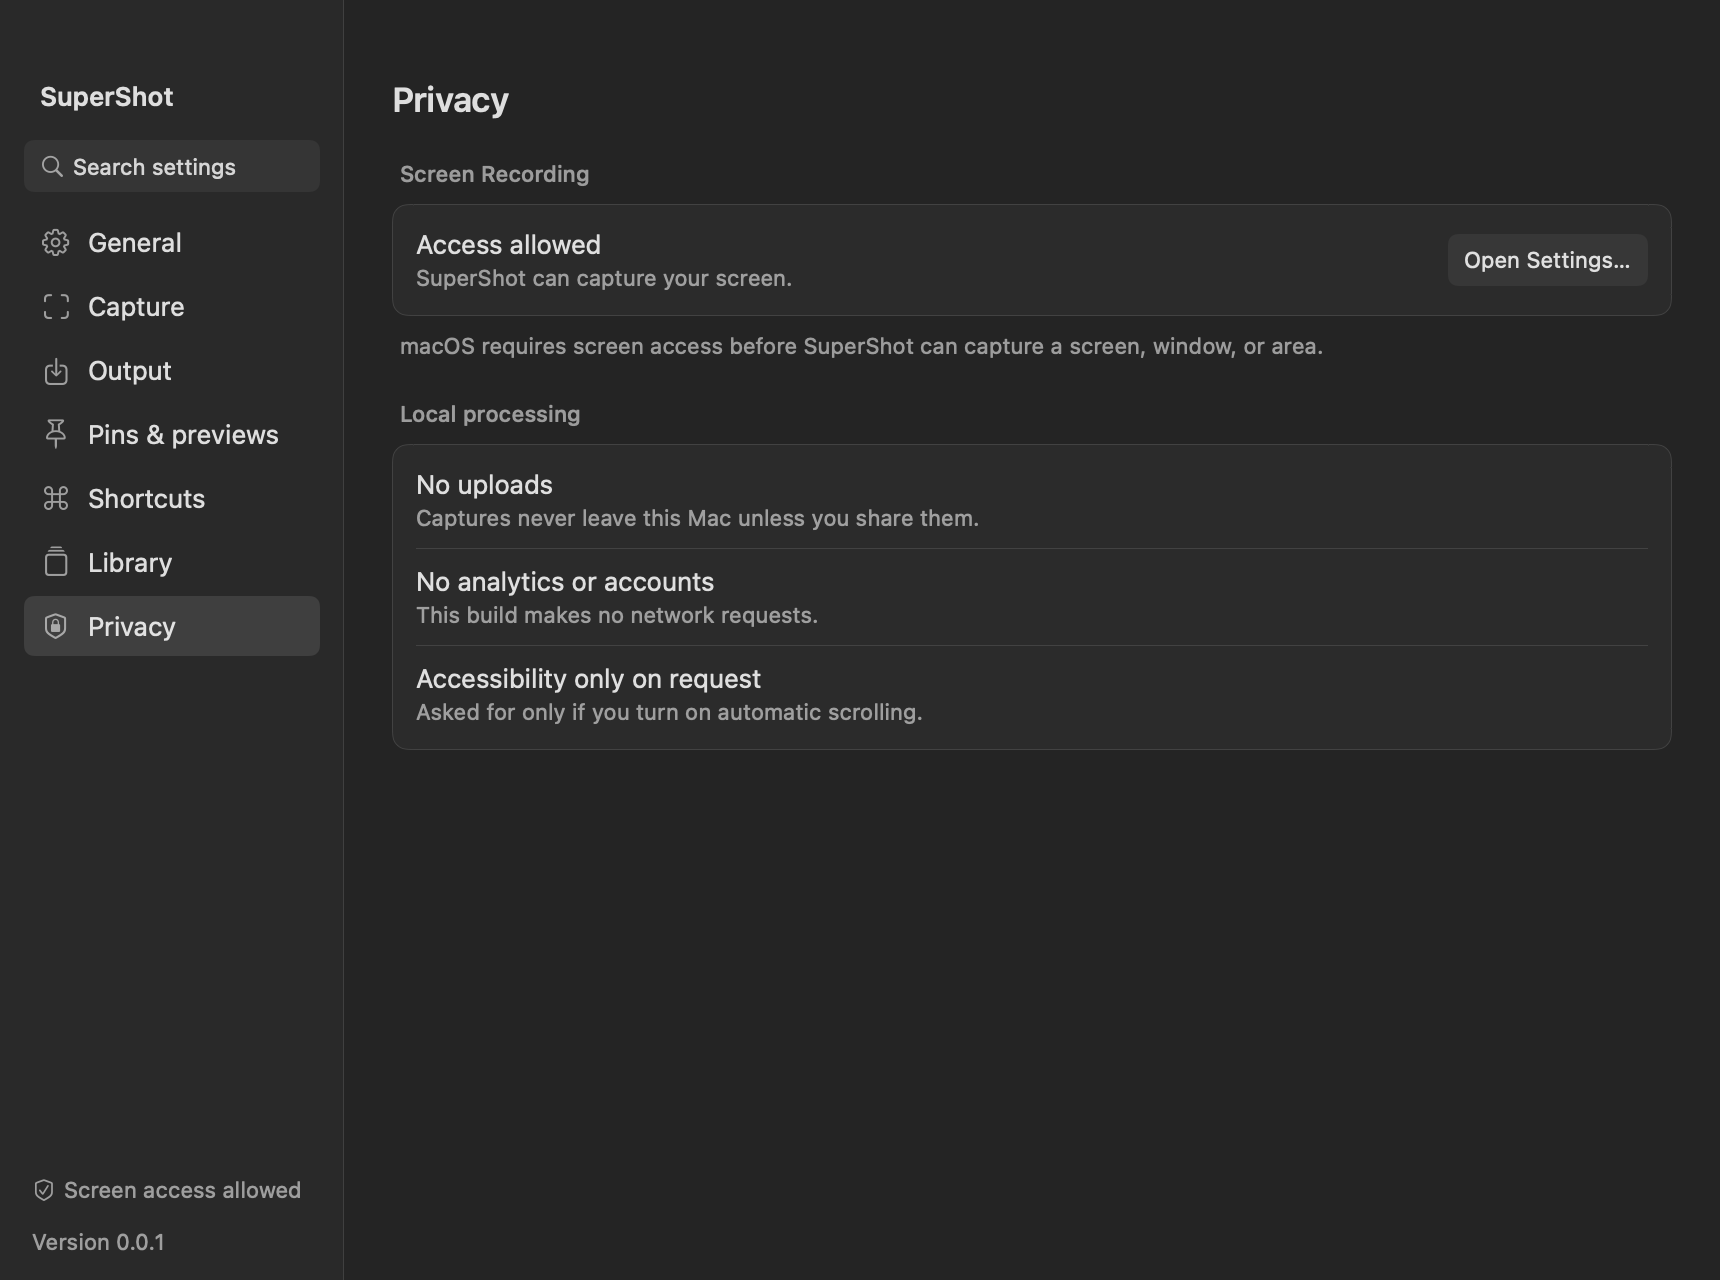 SuperShot
Search settings
General
Capture
Output
Pins & previews
Shortcuts
Library
Privacy
Screen access allowed
Version 0.0.1
Privacy
Screen Recording
Access allowed
SuperShot can capture your screen.
Open Settings...
macOS requires screen access before SuperShot can capture a screen, window, or area.
Local processing
No uploads
Captures never leave this Mac unless you share them.
No analytics or accounts
This build makes no network requests.
Accessibility only on request
Asked for only if you turn on automatic scrolling.